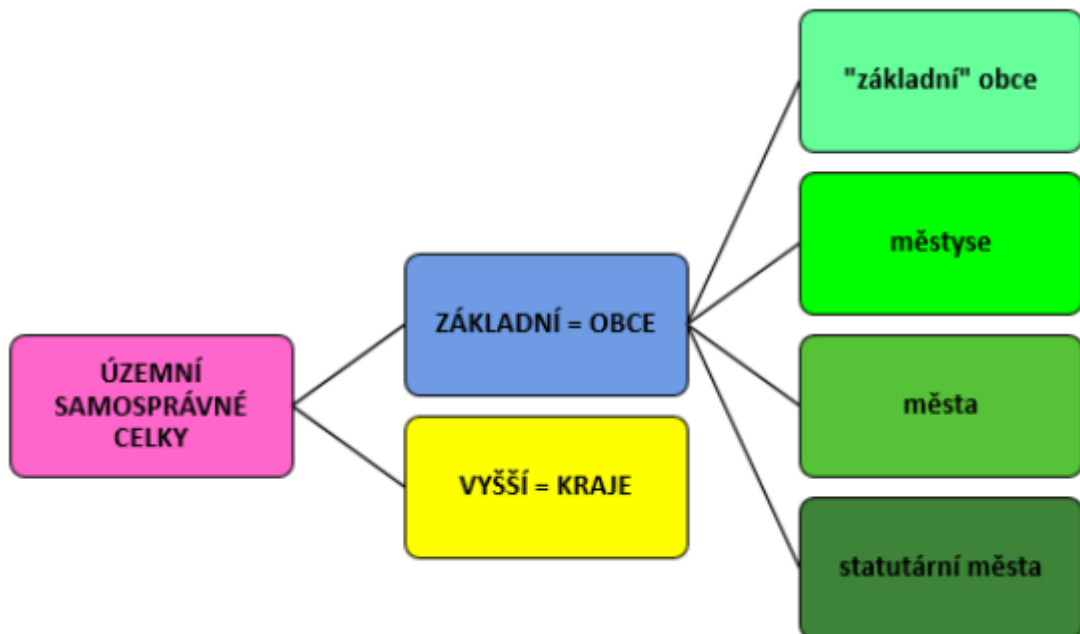 ÚZEMNÍ
SAMOSPRÁVNÉ
CELKY
ZÁKLADNÍ = OBCE
VYŠŠÍ = KRAJE
"základní" obce
městyse
města
statutární města